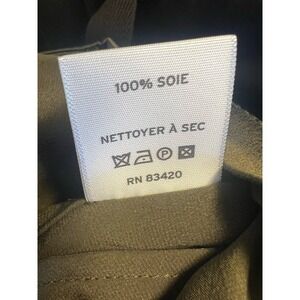 100% SOIE
NETTOYER À SEC
P
RN 83420